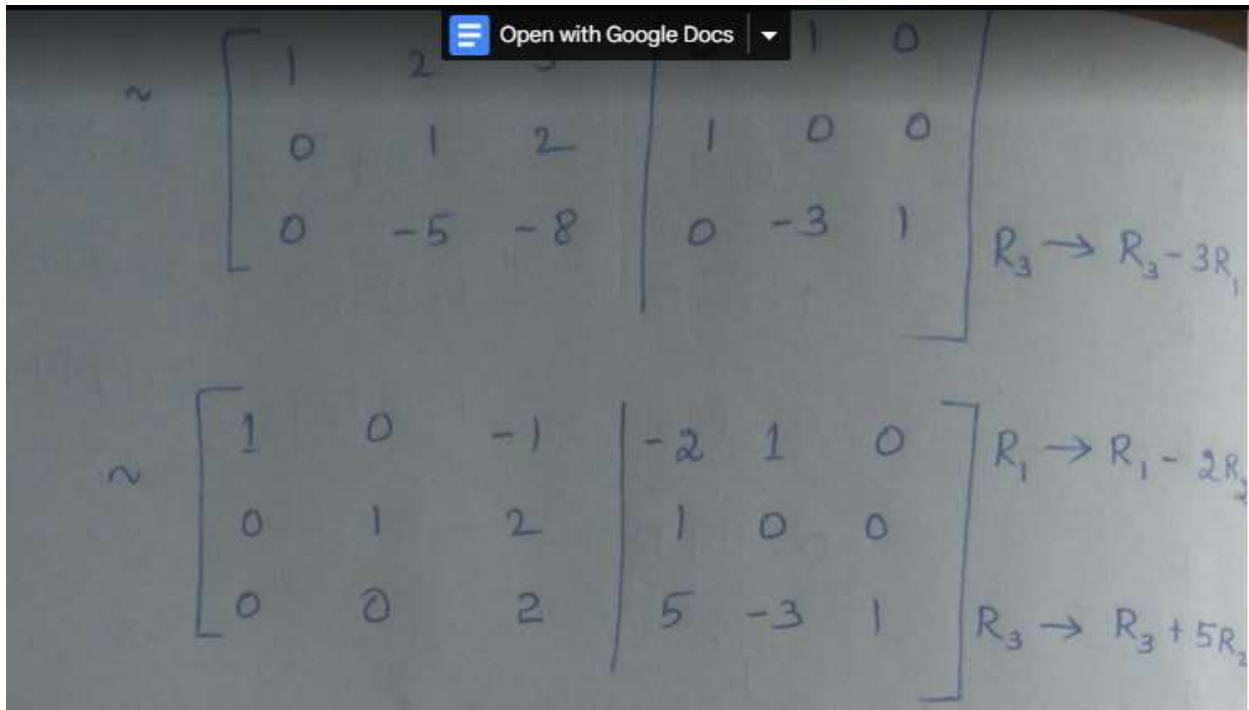 Open with Google Docs
~ 1 2 1 0
0 1 2 | 1 0 0
0 -5 -8 | 0 -3 1 R₃ → R₃ - 3R₁
~ 1 0 -1 | -2 1 0 R₁ → R₁ - 2R₂
0 1 2 | 1 0 0
0 0 2 | 5 -3 1 R₃ → R₃ + 5R₂